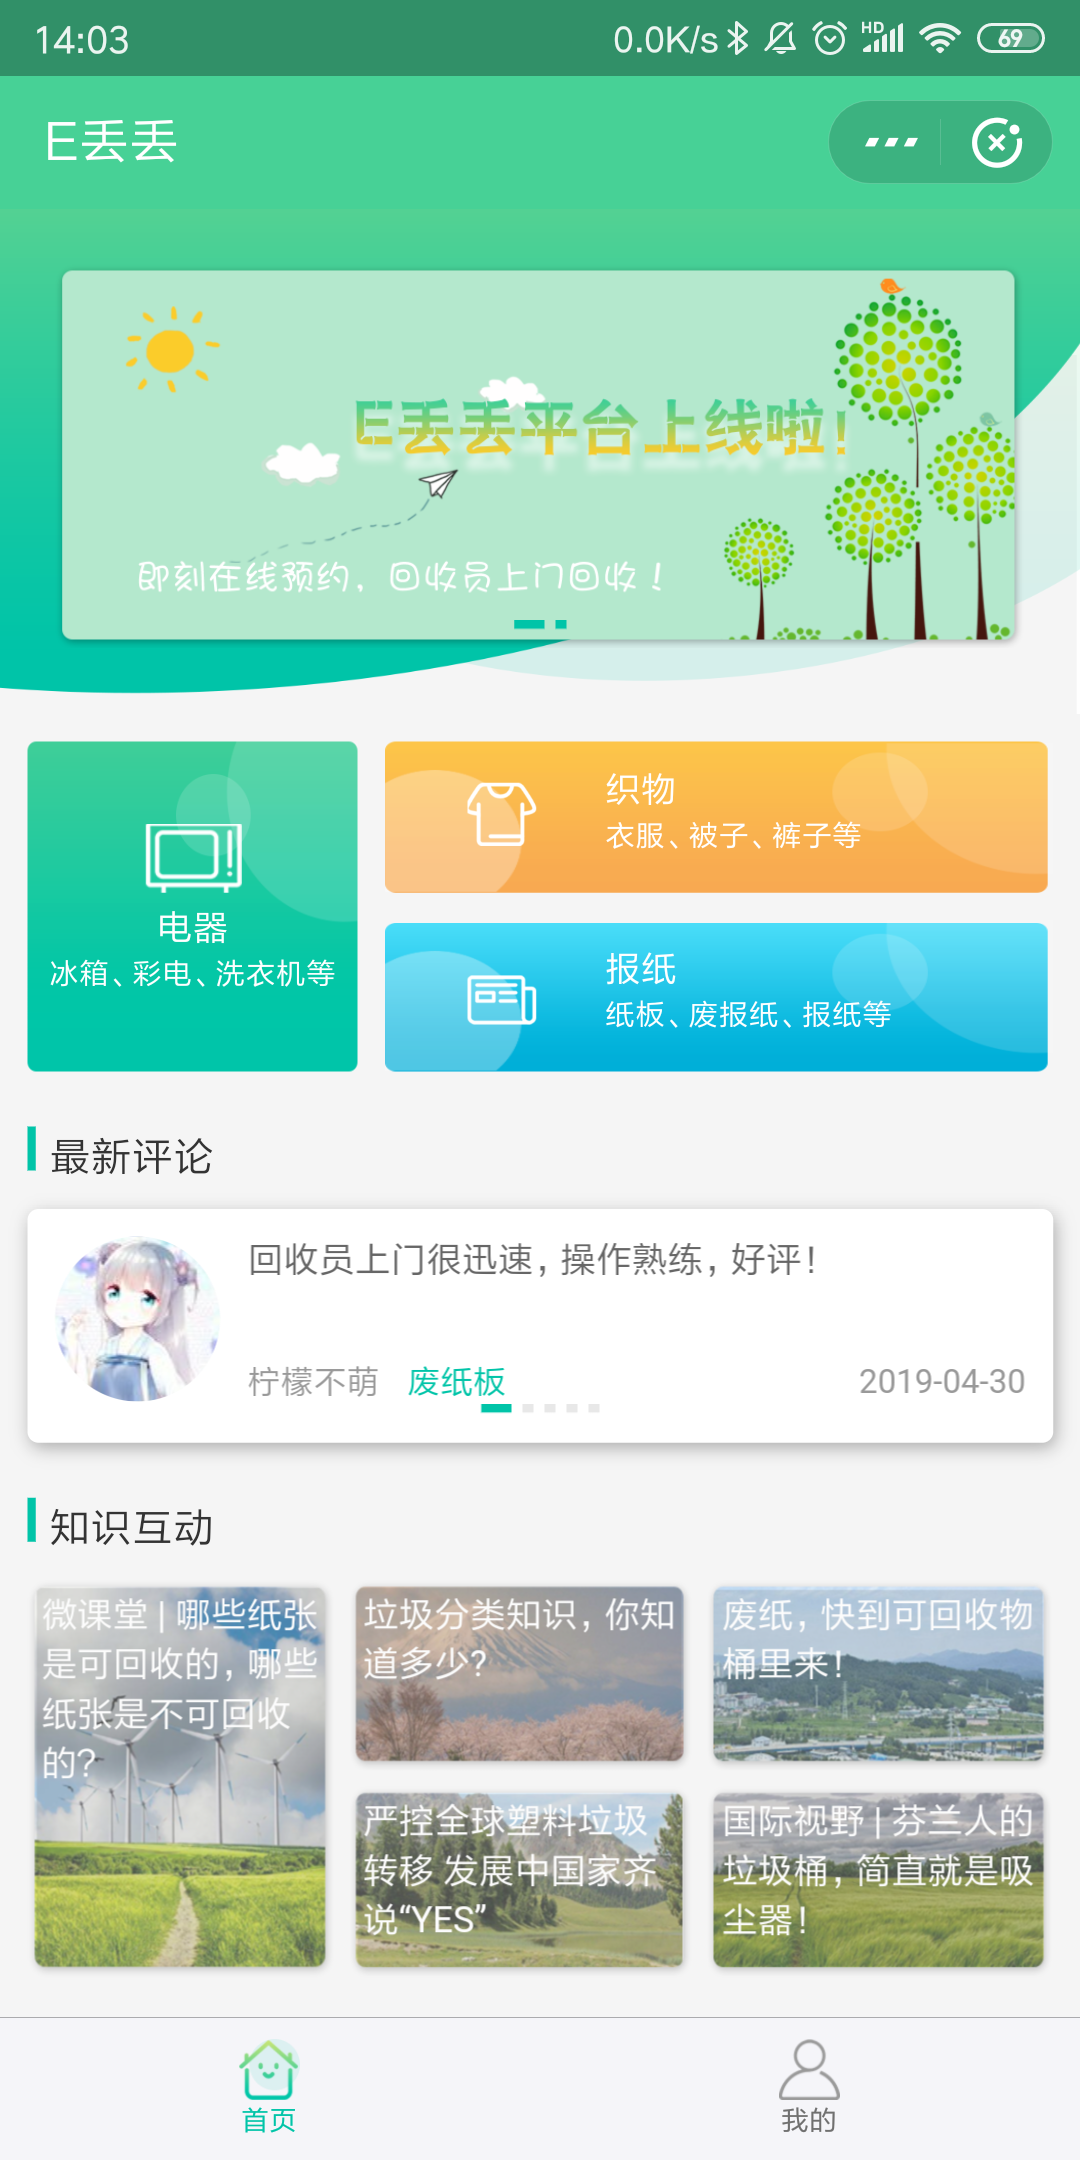 14:03
0.0K/s
HD
69
E丢丢
E丢丢平台上线啦!
即刻在线预约，回收员上门回收！
电器
冰箱、彩电、洗衣机等
织物
衣服、被子、裤子等
报纸
纸板、废报纸、报纸等
最新评论
回收员上门很迅速，操作熟练，好评！
柠檬不萌 废纸板 2019-04-30
知识互动
微课堂 | 哪些纸张
是可回收的，哪些
纸张是不可回收
的?
垃圾分类知识，你知
道多少?
废纸，快到可回收物
桶里来！
严控全球塑料垃圾
转移 发展中国家齐
说“YES”
国际视野 | 芬兰人的
垃圾桶，简直就是吸
尘器！
首页
我的